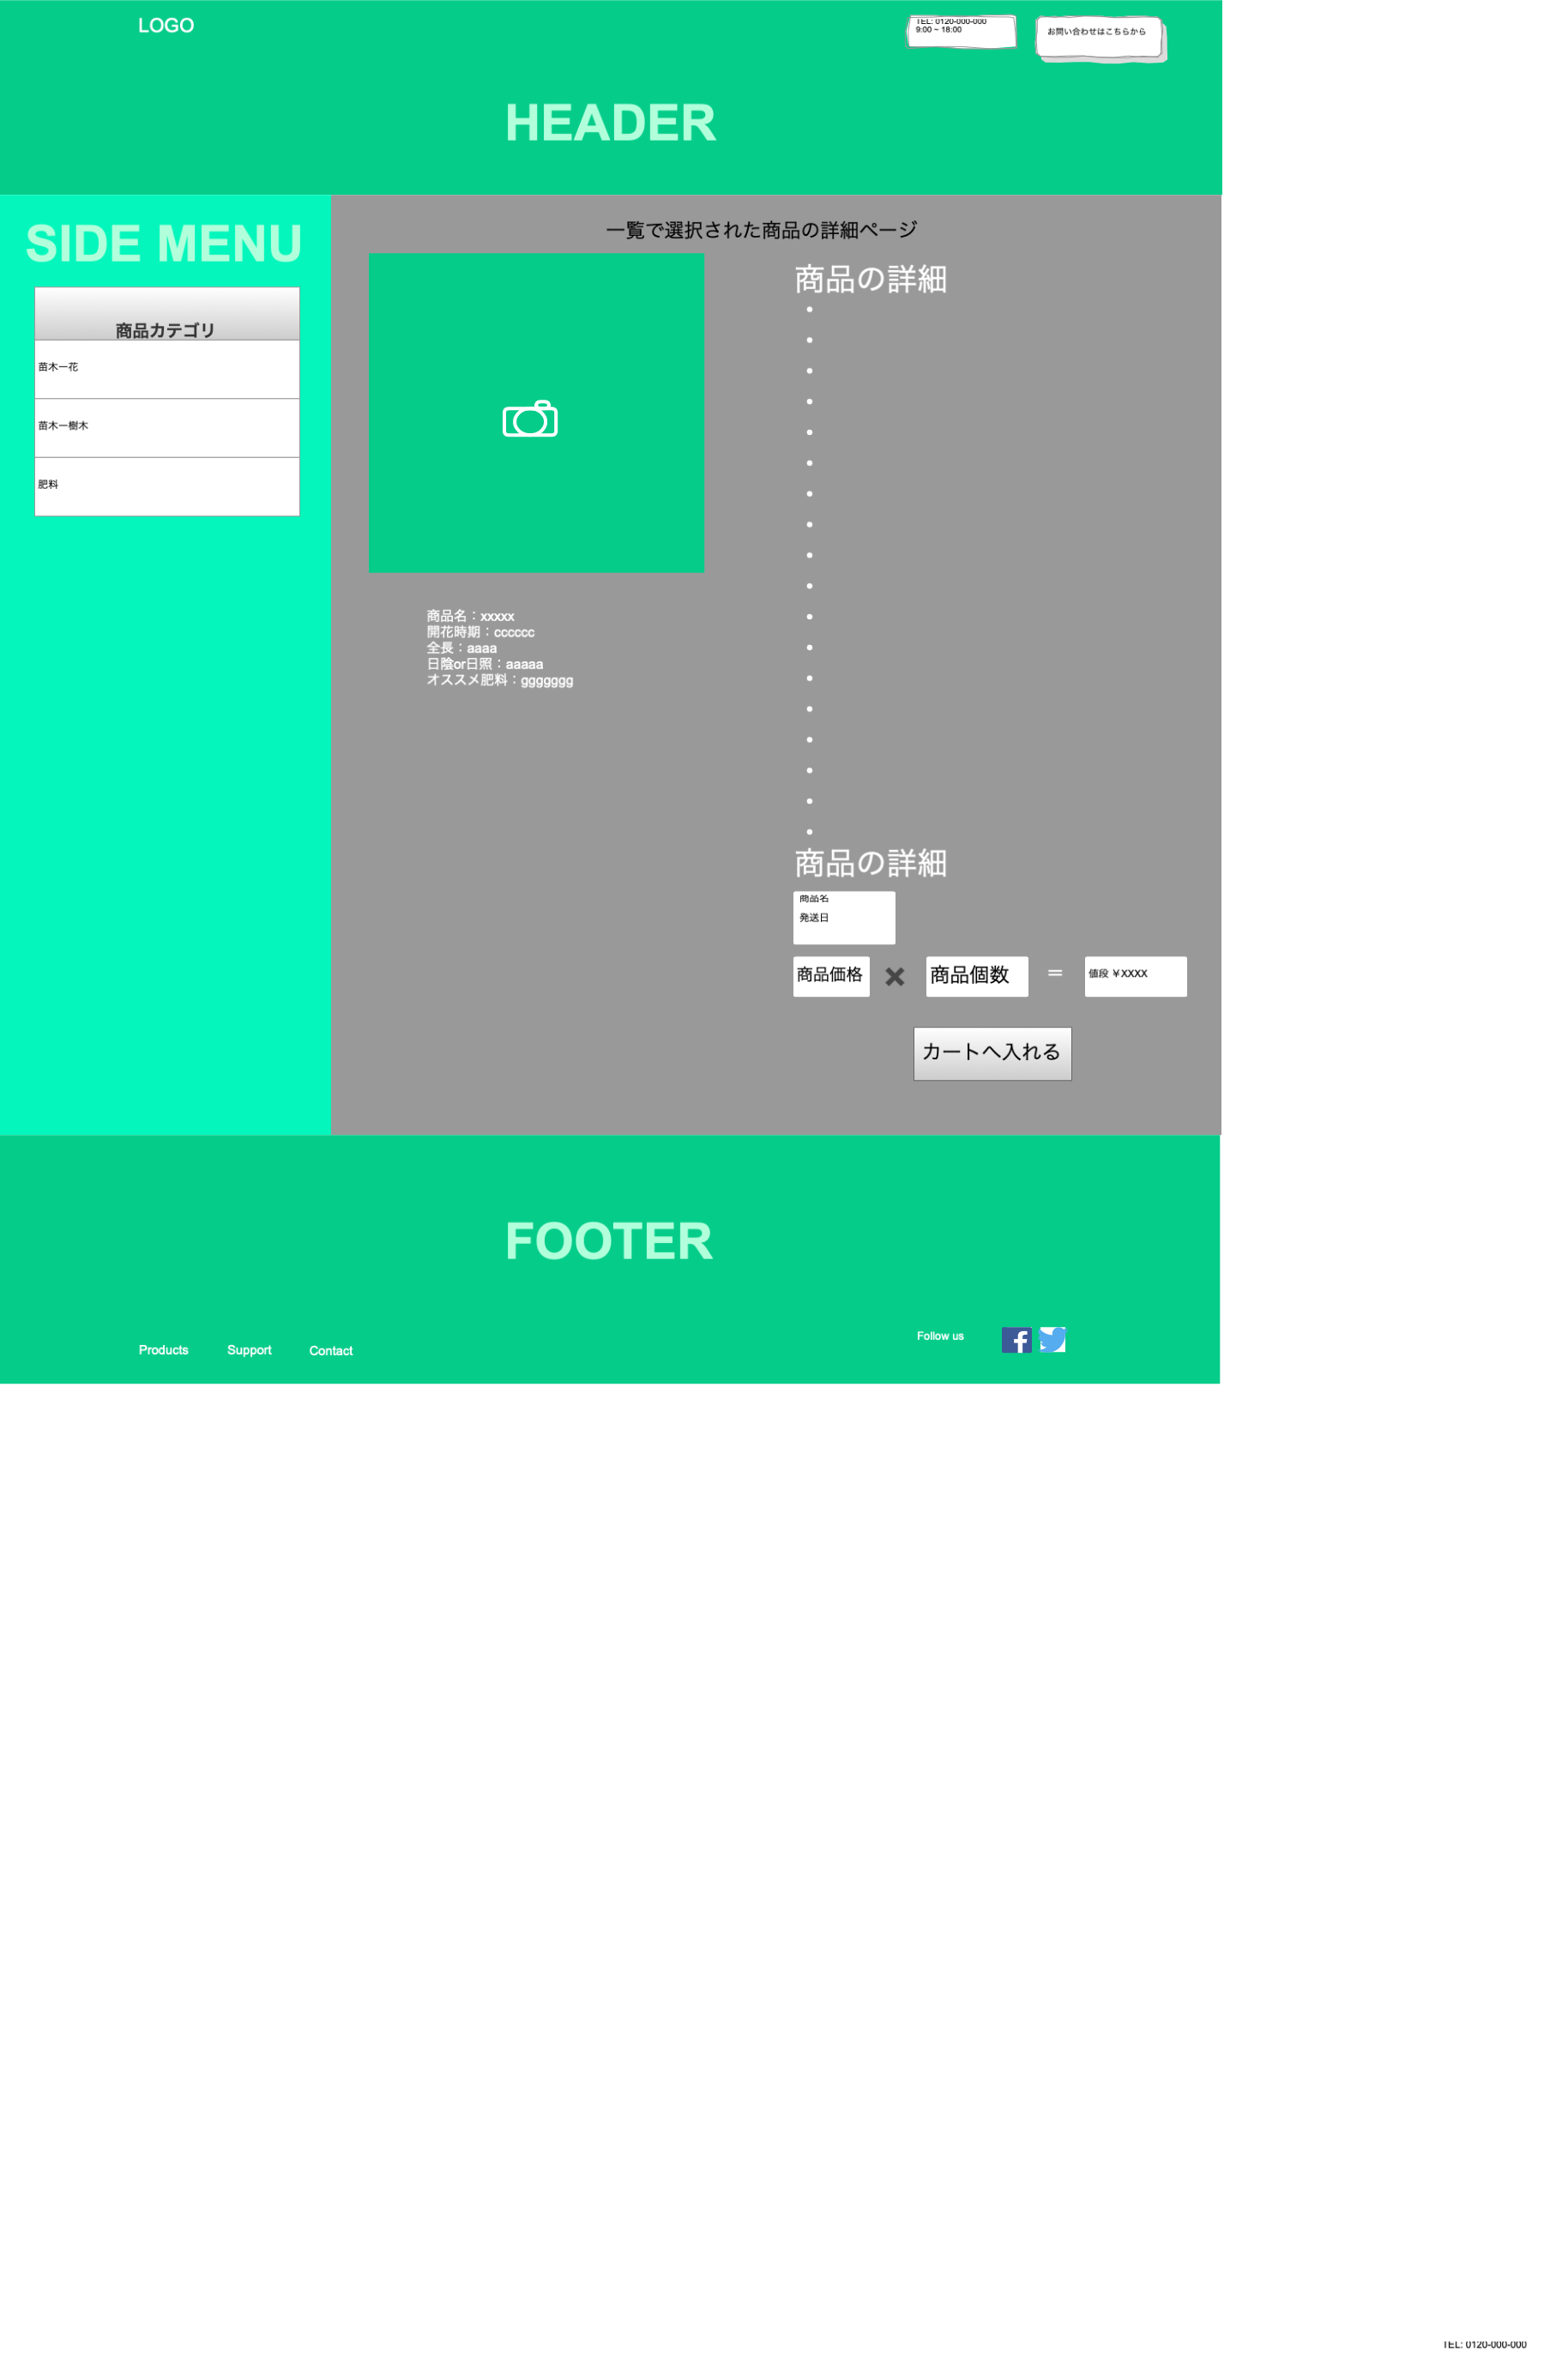 LOGO
TEL: 0120-000-000
9:00 ~ 18:00
お問い合わせはこちらから
HEADER
SIDE MENU
商品カテゴリ
苗木ー花
苗木ー樹木
肥料
一覧で選択された商品の詳細ページ
商品名：xxxxx
開花時期：cccccc
全長：aaaa
日陰or日照：aaaaa
オススメ肥料：ggggggg
商品の詳細
商品の詳細
商品名
発送日
商品価格
商品個数
＝
値段 ￥XXXX
カートへ入れる
FOOTER
Products
Support
Contact
Follow us
TEL: 0120-000-000